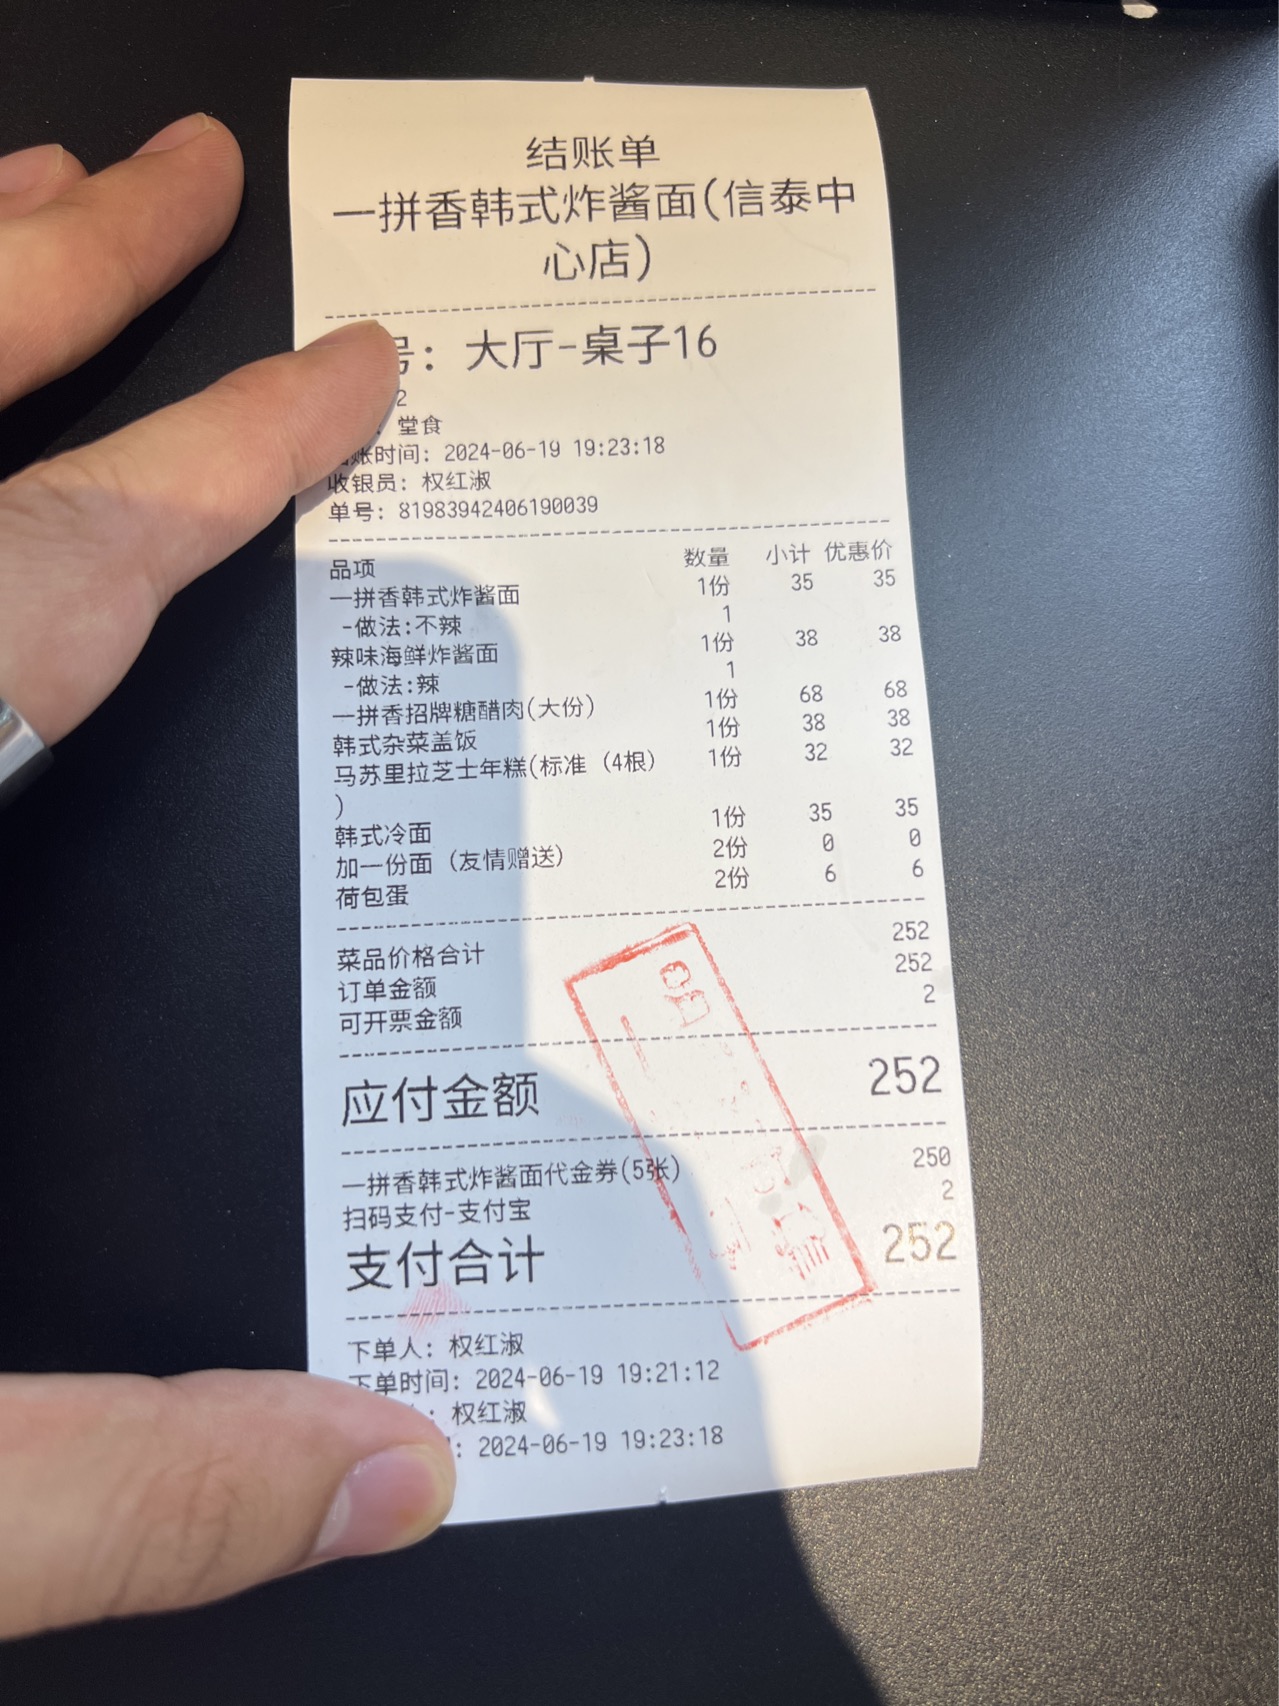 结账单
一拼香韩式炸酱面(信泰中
心店)
号: 大厅-桌子16
2
堂食
账时间: 2024-06-19 19:23:18
收银员: 权红淑
单号: 81983942406190039
品项 数量 小计 优惠价
一拼香韩式炸酱面 1份 35 35
-做法:不辣 1
辣味海鲜炸酱面 1份 38 38
-做法:辣 1
一拼香招牌糖醋肉(大份) 1份 68 68
韩式杂菜盖饭 1份 38 38
马苏里拉芝士年糕(标准 (4根) 1份 32 32
)
韩式冷面 1份 35 35
加一份面 (友情赠送) 2份 0 0
荷包蛋 2份 6 6
菜品价格合计 252
订单金额 252
可开票金额 2
应付金额 252
一拼香韩式炸酱面代金券(5张) 250
扫码支付-支付宝 2
支付合计 252
下单人: 权红淑
下单时间: 2024-06-19 19:21:12
: 权红淑
: 2024-06-19 19:23:18